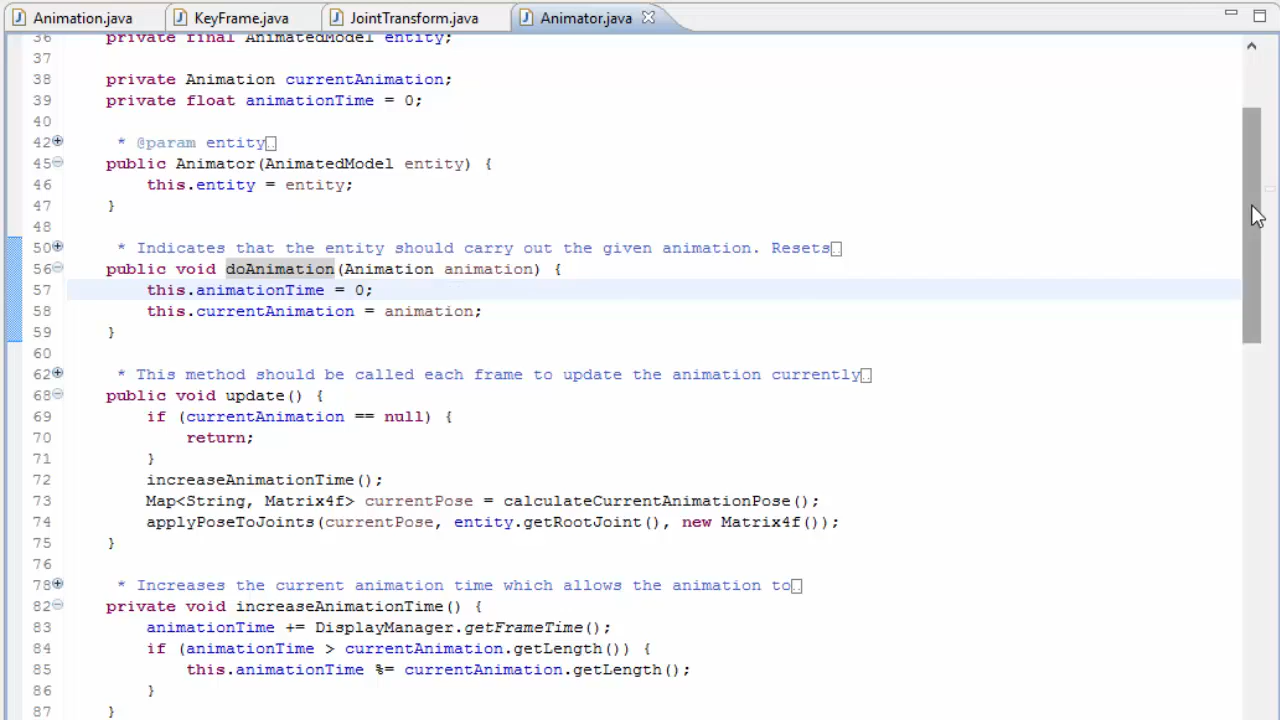 Animation.java KeyFrame.java JointTransform.java Animator.java
36 private final AnimatedModel entity;
37
38 private Animation currentAnimation;
39 private float animationTime = 0;
40
42 * @param entity
45 public Animator(AnimatedModel entity) {
46 this.entity = entity;
47 }
48
50 * Indicates that the entity should carry out the given animation. Resets
56 public void doAnimation(Animation animation) {
57 this.animationTime = 0;
58 this.currentAnimation = animation;
59 }
60
62 * This method should be called each frame to update the animation currently
68 public void update() {
69 if (currentAnimation == null) {
70 return;
71 }
72 increaseAnimationTime();
73 Map<String, Matrix4f> currentPose = calculateCurrentAnimationPose();
74 applyPoseToJoints(currentPose, entity.getRootJoint(), new Matrix4f());
75 }
76
78 * Increases the current animation time which allows the animation to
82 private void increaseAnimationTime() {
83 animationTime += DisplayManager.getFrameTime();
84 if (animationTime > currentAnimation.getLength()) {
85 this.animationTime %= currentAnimation.getLength();
86 }
87 }